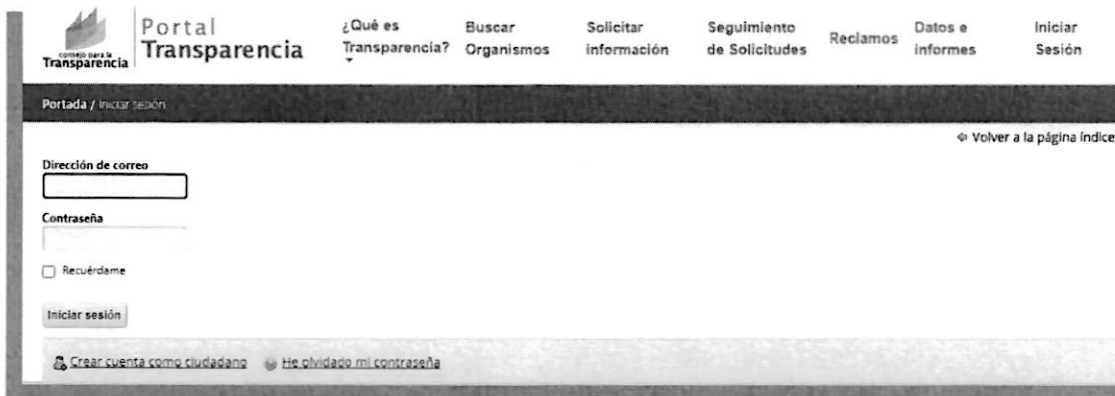 consejo para la
Transparencia
Portal
Transparencia
¿Qué es
Transparencia?
Buscar
Organismos
Solicitar
información
Seguimiento
de Solicitudes
Reclamos
Datos e
informes
Iniciar
Sesión
Portada / Iniciar sesión
Volver a la página índice
Dirección de correo
Contraseña
Recuérdame
Iniciar sesión
Crear cuenta como ciudadano
He olvidado mi contraseña